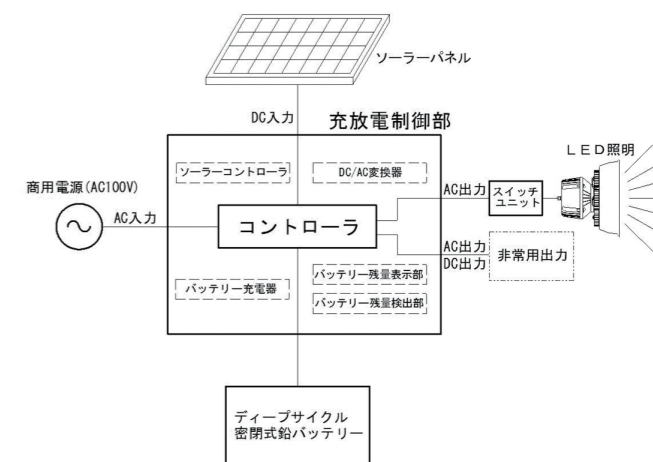 ソーラーパネル
DC入力
充放電制御部
ソーラーコントローラ
DC/AC変換器
LED照明
商用電源(AC100V)
AC入力
コントローラ
AC出力
スイッチ
ユニット
AC出力
DC出力
非常用出力
バッテリー充電器
バッテリー残量表示部
バッテリー残量検出部
ディープサイクル
密閉式鉛バッテリー